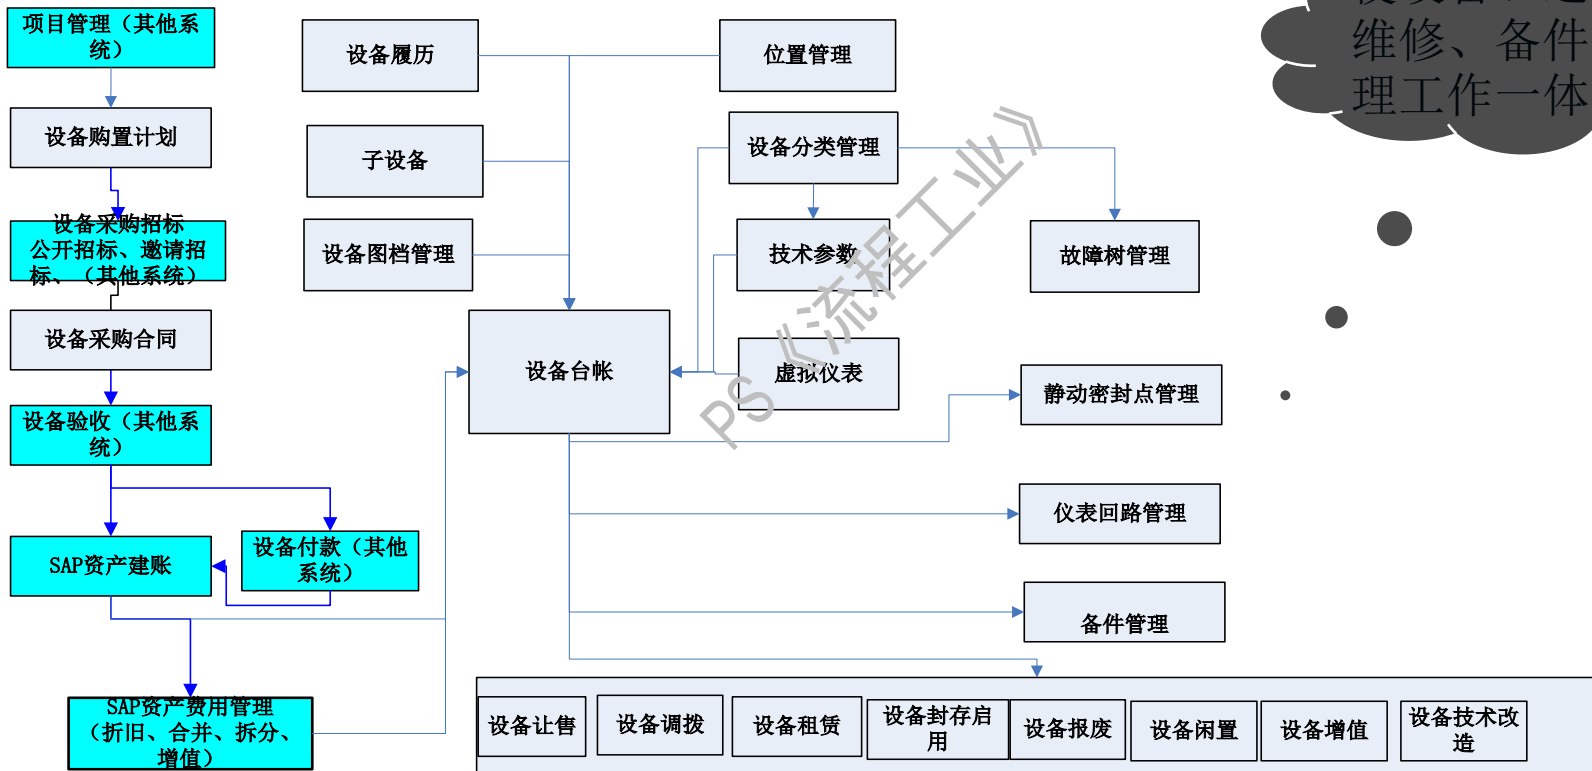 项目管理（其他系
统）
设备购置计划
设备采购招标
公开招标、邀请招
标、（其他系统）
设备采购合同
设备验收（其他系
统）
SAP资产建账
设备付款（其他
系统）
SAP资产费用管理
（折旧、合并、拆分、
增值）
设备履历
子设备
设备图档管理
设备台帐
位置管理
设备分类管理
技术参数
虚拟仪表
故障树管理
静动密封点管理
仪表回路管理
备件管理
设备让售
设备调拨
设备租赁
设备封存启
用
设备报废
设备闲置
设备增值
设备技术改
造
维修、备件
理工作一体
PS《流程工业》